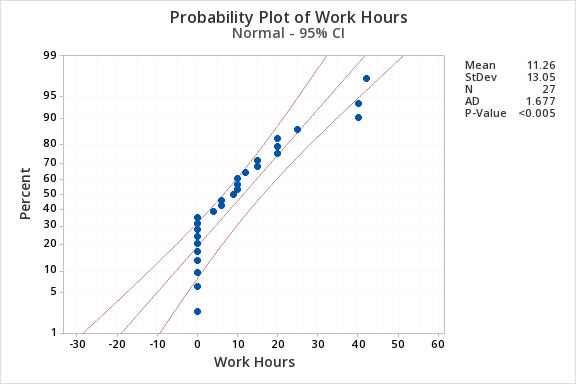 Probability Plot of Work Hours
Normal - 95% CI
Mean 11.26
StDev 13.05
N 27
AD 1.677
P-Value <0.005
Percent
99
95
90
80
70
60
50
40
30
20
10
5
1
-30 -20 -10 0 10 20 30 40 50 60
Work Hours